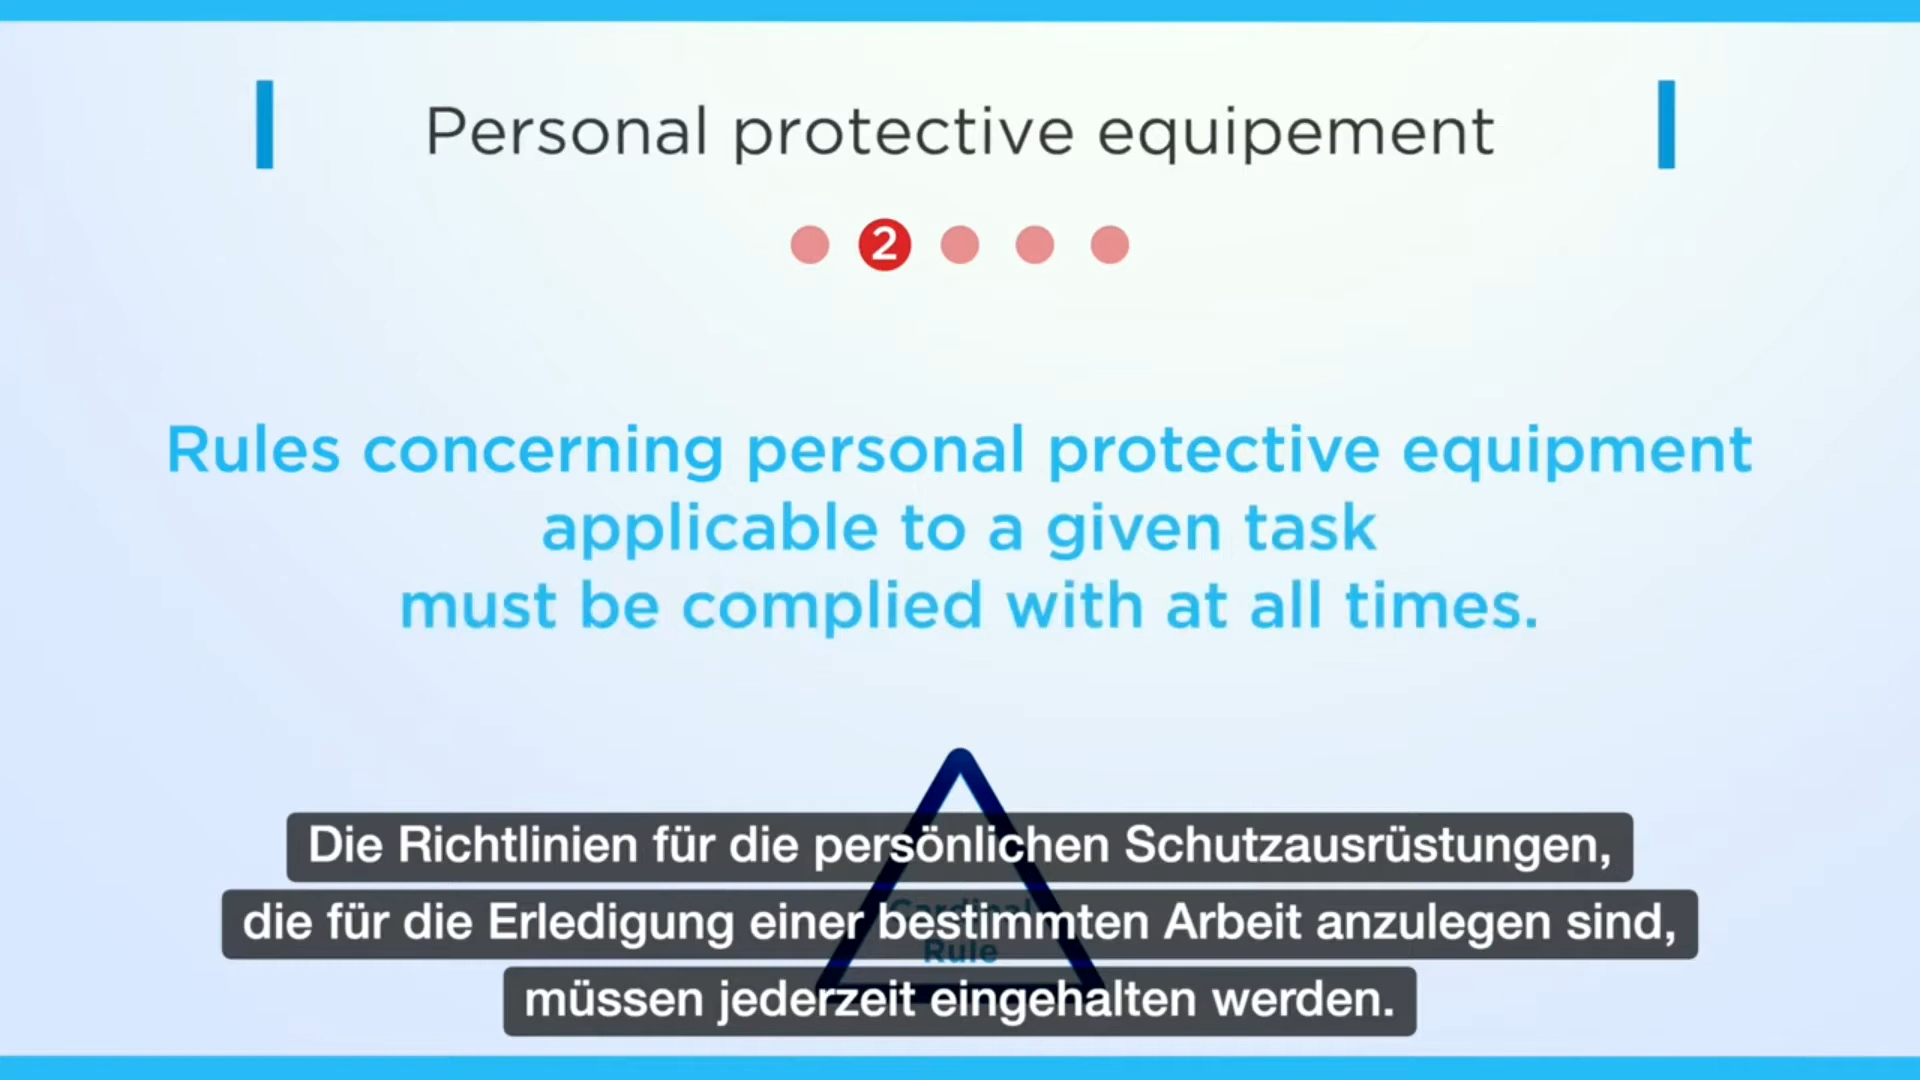 Personal protective equipement
2
Rules concerning personal protective equipment
applicable to a given task
must be complied with at all times.
Die Richtlinien für die persönlichen Schutzausrüstungen,
Cardinal
die für die Erledigung einer bestimmten Arbeit anzulegen sind,
Rule
müssen jederzeit eingehalten werden.